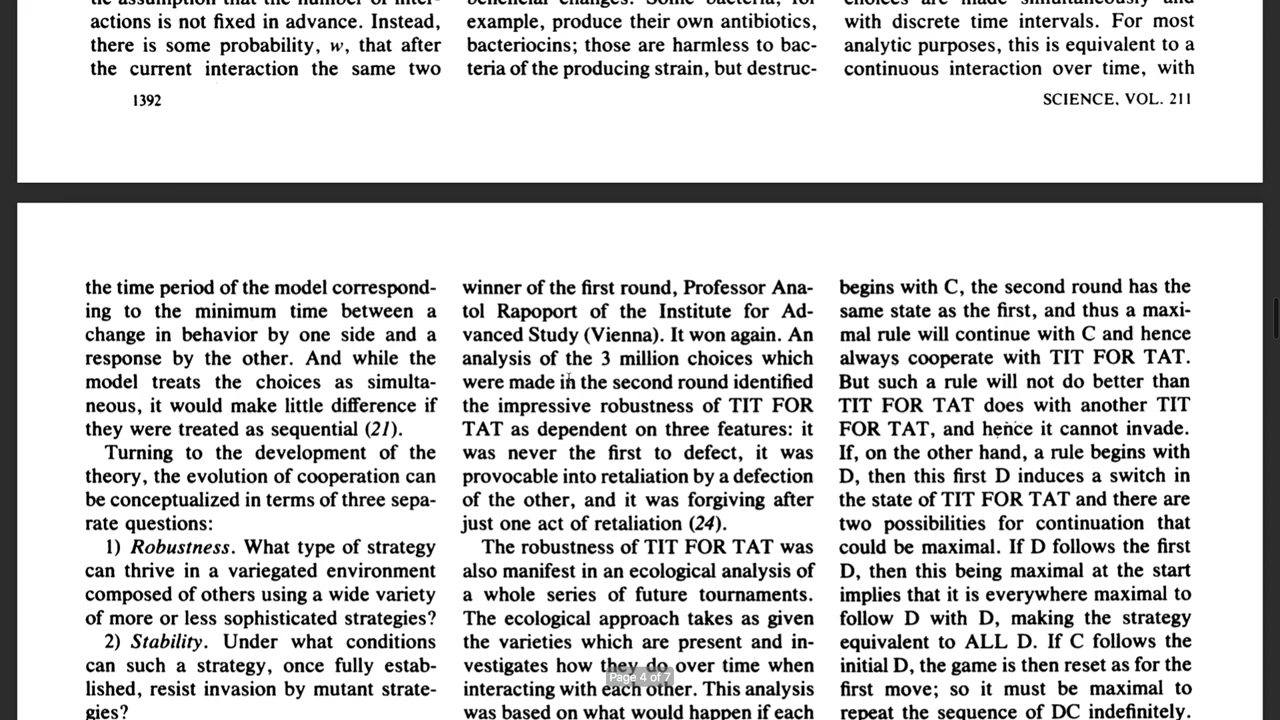 actions is not fixed in advance. Instead,
there is some probability, w, that after
the current interaction the same two
example, produce their own antibiotics,
bacteriocins; those are harmless to bac-
teria of the producing strain, but destruc-
with discrete time intervals. For most
analytic purposes, this is equivalent to a
continuous interaction over time, with
1392
SCIENCE, VOL. 211
the time period of the model correspond-
ing to the minimum time between a
change in behavior by one side and a
response by the other. And while the
model treats the choices as simulta-
neous, it would make little difference if
they were treated as sequential (21).
Turning to the development of the
theory, the evolution of cooperation can
be conceptualized in terms of three sepa-
rate questions:
1) Robustness. What type of strategy
can thrive in a variegated environment
composed of others using a wide variety
of more or less sophisticated strategies?
2) Stability. Under what conditions
can such a strategy, once fully estab-
lished, resist invasion by mutant strate-
gies?
winner of the first round, Professor Ana-
tol Rapoport of the Institute for Ad-
vanced Study (Vienna). It won again. An
analysis of the 3 million choices which
were made in the second round identified
the impressive robustness of TIT FOR
TAT as dependent on three features: it
was never the first to defect, it was
provocable into retaliation by a defection
of the other, and it was forgiving after
just one act of retaliation (24).
The robustness of TIT FOR TAT was
also manifest in an ecological analysis of
a whole series of future tournaments.
The ecological approach takes as given
the varieties which are present and in-
vestigates how they do over time when
interacting with each other. This analysis
was based on what would happen if each
begins with C, the second round has the
same state as the first, and thus a maxi-
mal rule will continue with C and hence
always cooperate with TIT FOR TAT.
But such a rule will not do better than
TIT FOR TAT does with another TIT
FOR TAT, and hence it cannot invade.
If, on the other hand, a rule begins with
D, then this first D induces a switch in
the state of TIT FOR TAT and there are
two possibilities for continuation that
could be maximal. If D follows the first
D, then this being maximal at the start
implies that it is everywhere maximal to
follow D with D, making the strategy
equivalent to ALL D. If C follows the
initial D, the game is then reset as for the
first move; so it must be maximal to
repeat the sequence of DC indefinitely.
Page 4 of 7